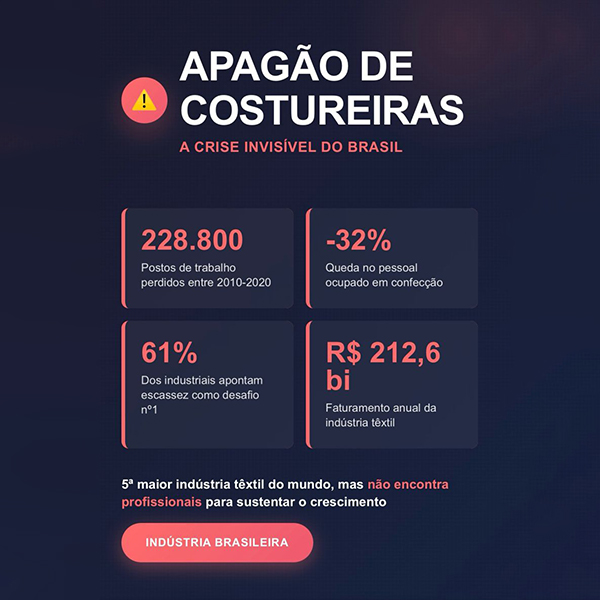 APAGÃO DE
COSTUREIRAS
A CRISE INVISÍVEL DO BRASIL
228.800
Postos de trabalho
perdidos entre 2010-2020
-32%
Queda no pessoal
ocupado em confecção
61%
Dos industriais apontam
escassez como desafio
nº1
R$ 212,6
bi
Faturamento anual da
indústria têxtil
5ª maior indústria têxtil do mundo, mas não encontra
profissionais para sustentar o crescimento
INDÚSTRIA BRASILEIRA